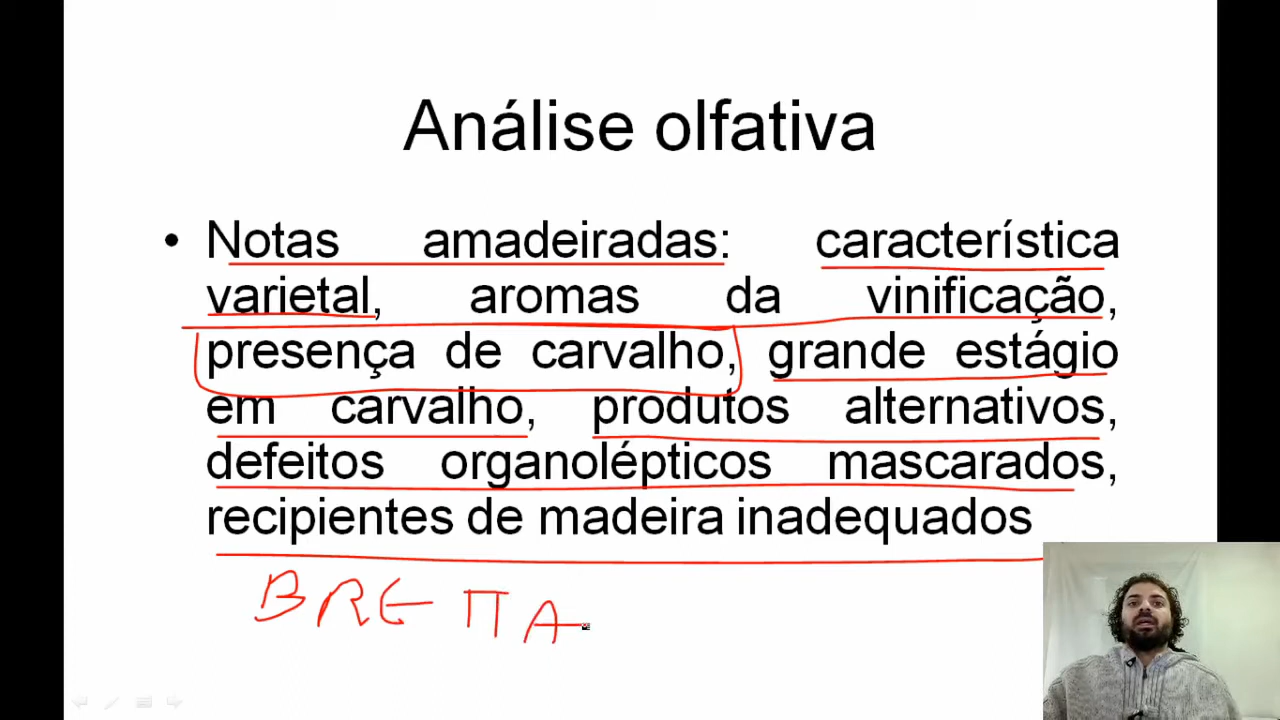 Análise olfativa
• Notas amadeiradas: característica
varietal, aromas da vinificação,
presença de carvalho, grande estágio
em carvalho, produtos alternativos,
defeitos organolépticos mascarados,
recipientes de madeira inadequados
BRETTA